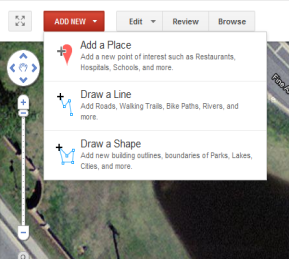 ADD NEW Edit Review Browse
Add a Place
Add a new point of interest such as Restaurants,
Hospitals, Schools, and more.
Draw a Line
Add Roads, Walking Trails, Bike Paths, Rivers, and
more.
Draw a Shape
Add new building outlines, boundaries of Parks, Lakes,
Cities, and more.